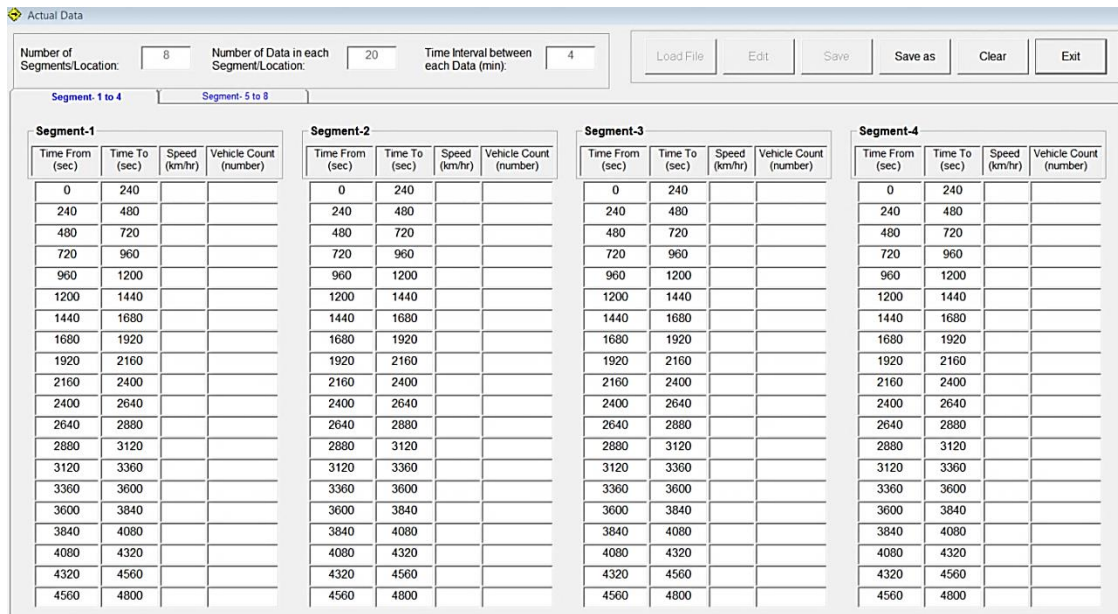 Actual Data
Number of Segments/Location: 8 Number of Data in each Segment/Location: 20 Time Interval between each Data (min): 4 Load File Edit Save Save as Clear Exit
Segment- 1 to 4 Segment- 5 to 8
Segment-1 Segment-2 Segment-3 Segment-4
Time From (sec) Time To (sec) Speed (km/hr) Vehicle Count (number) Time From (sec) Time To (sec) Speed (km/hr) Vehicle Count (number) Time From (sec) Time To (sec) Speed (km/hr) Vehicle Count (number) Time From (sec) Time To (sec) Speed (km/hr) Vehicle Count (number)
0 240 0 240 0 240 0 240
240 480 240 480 240 480 240 480
480 720 480 720 480 720 480 720
720 960 720 960 720 960 720 960
960 1200 960 1200 960 1200 960 1200
1200 1440 1200 1440 1200 1440 1200 1440
1440 1680 1440 1680 1440 1680 1440 1680
1680 1920 1680 1920 1680 1920 1680 1920
1920 2160 1920 2160 1920 2160 1920 2160
2160 2400 2160 2400 2160 2400 2160 2400
2400 2640 2400 2640 2400 2640 2400 2640
2640 2880 2640 2880 2640 2880 2640 2880
2880 3120 2880 3120 2880 3120 2880 3120
3120 3360 3120 3360 3120 3360 3120 3360
3360 3600 3360 3600 3360 3600 3360 3600
3600 3840 3600 3840 3600 3840 3600 3840
3840 4080 3840 4080 3840 4080 3840 4080
4080 4320 4080 4320 4080 4320 4080 4320
4320 4560 4320 4560 4320 4560 4320 4560
4560 4800 4560 4800 4560 4800 4560 4800